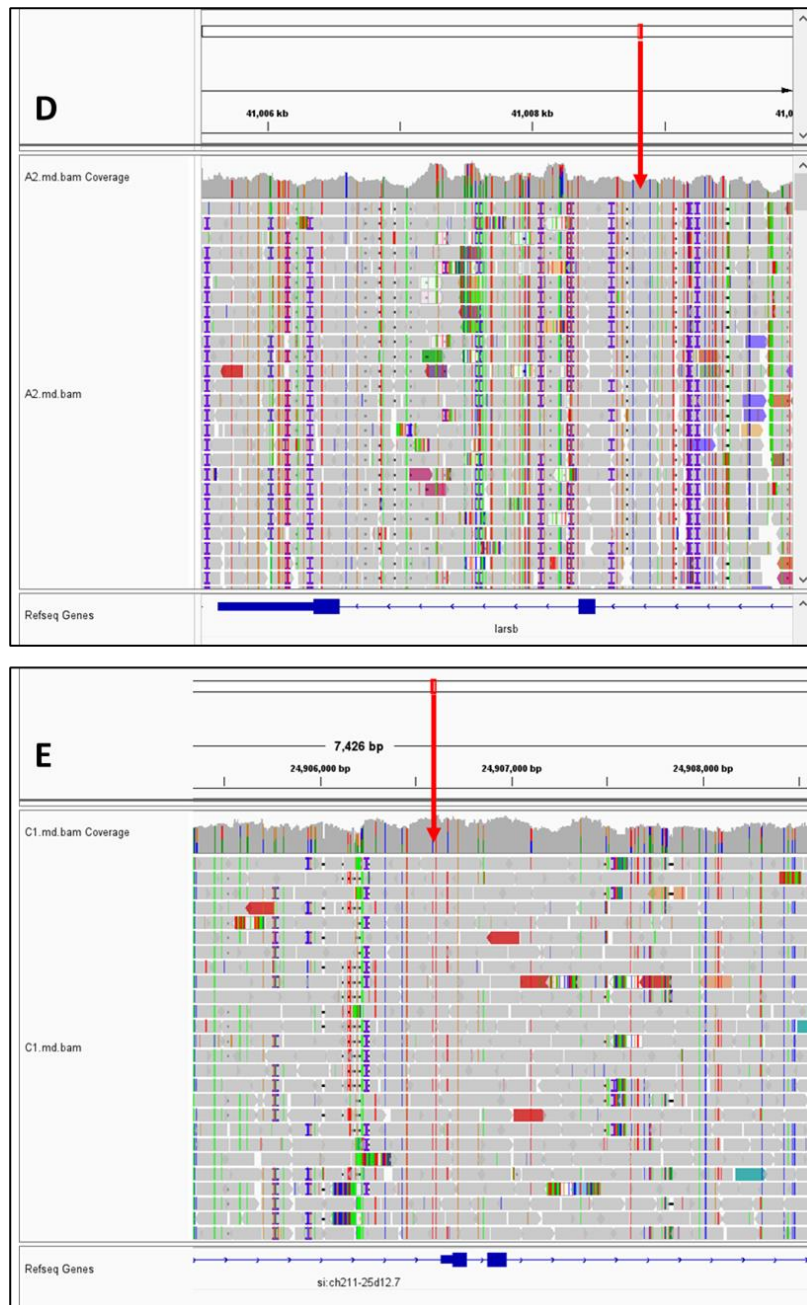 D
41,006 kb 41,008 kb 41,0
A2.md.bam Coverage
A2.md.bam
Refseq Genes
larsb
E
7,426 bp
24,906,000 bp 24,907,000 bp 24,908,000 bp
C1.md.bam Coverage
C1.md.bam
Refseq Genes
si:ch211-25d12.7